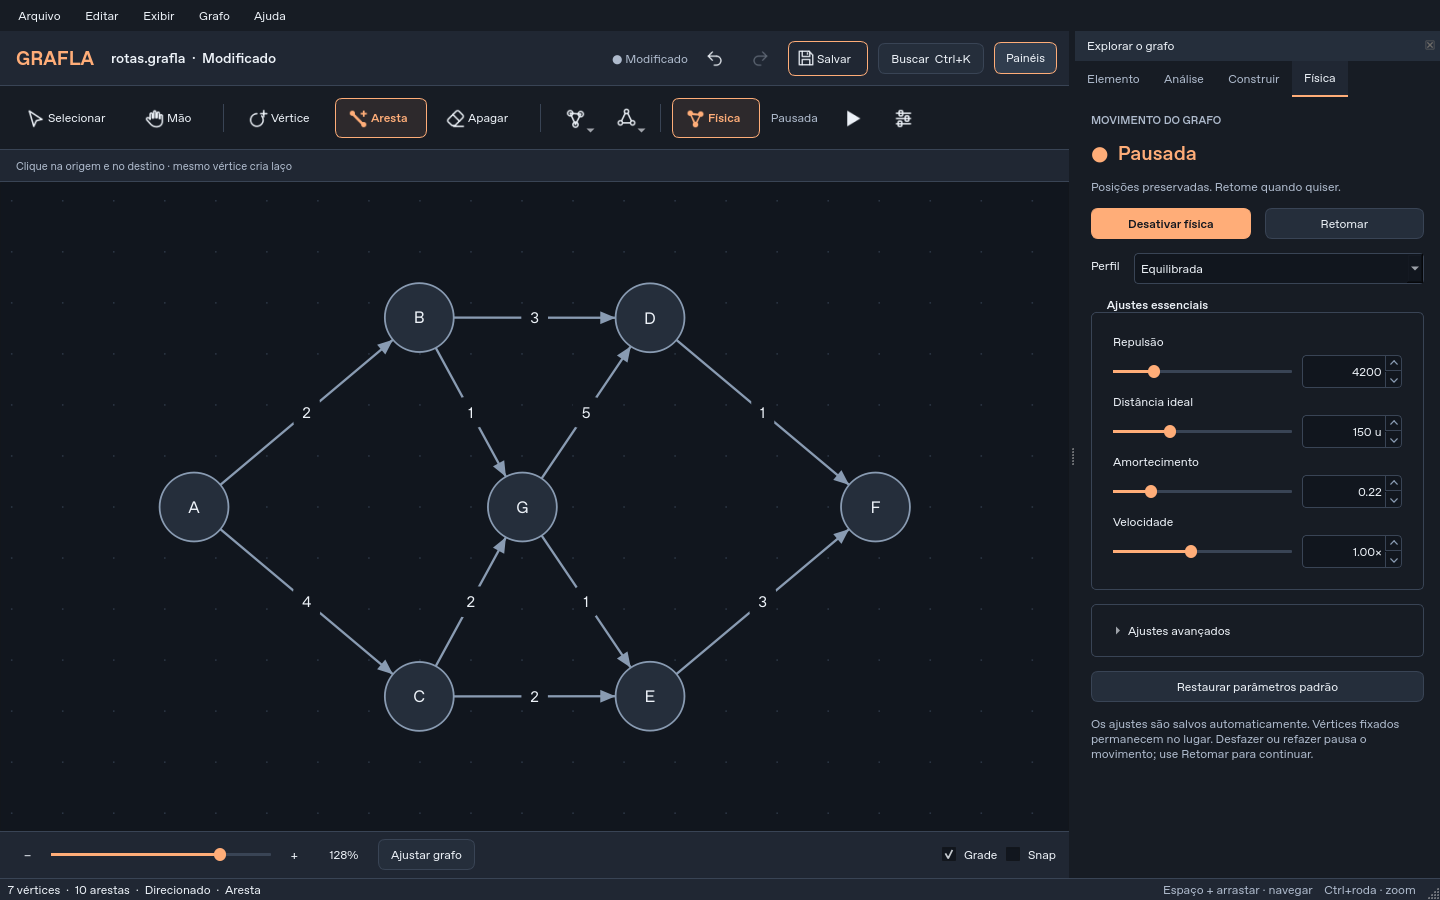 Arquivo Editar Exibir Grafo Ajuda
GRAFLA rotas.grafla · Modificado
Modificado
Salvar
Buscar Ctrl+K
Painéis
Selecionar
Mão
Vértice
Aresta
Apagar
Física
Pausada
Clique na origem e no destino · mesmo vértice cria laço
B
3
D
2
1
5
1
A
G
F
4
2
1
3
C
2
E
− + 128%
Ajustar grafo
Grade
Snap
7 vértices · 10 arestas · Direcionado · Aresta
Espaço + arrastar · navegar Ctrl+roda · zoom
Explorar o grafo
Elemento Análise Construir Física
MOVIMENTO DO GRAFO
Pausada
Posições preservadas. Retome quando quiser.
Desativar física
Retomar
Perfil Equilibrada
Ajustes essenciais
Repulsão
4200
Distância ideal
150 u
Amortecimento
0.22
Velocidade
1.00×
Ajustes avançados
Restaurar parâmetros padrão
Os ajustes são salvos automaticamente. Vértices fixados
permanecem no lugar. Desfazer ou refazer pausa o
movimento; use Retomar para continuar.